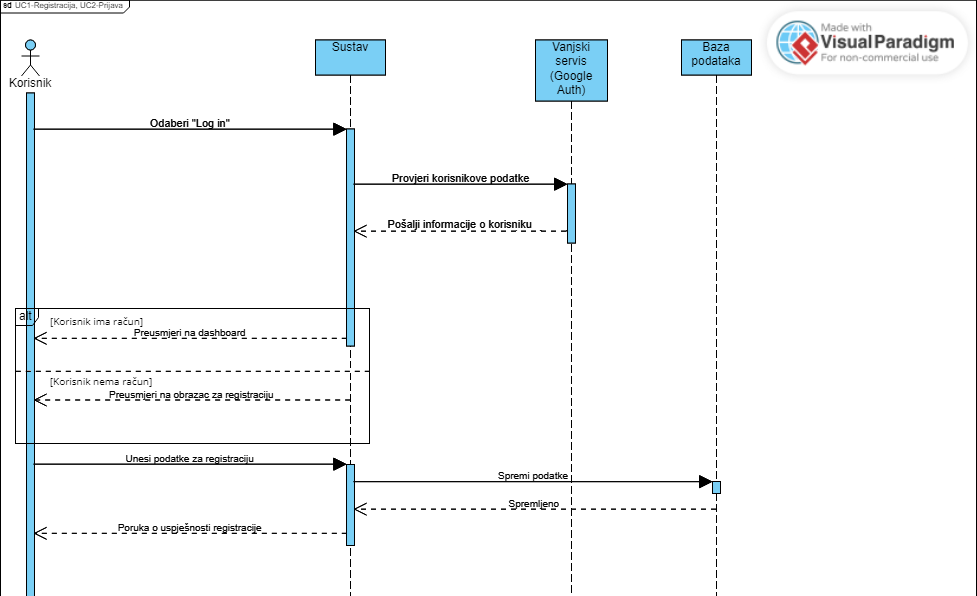 sd UC1-Registracija, UC2-Prijava
Made with
Visual Paradigm
For non-commercial use
Korisnik
Sustav
Vanjski
servis
(Google
Auth)
Baza
podataka
Odaberi "Log in"
Provjeri korisnikove podatke
Pošalji informacije o korisniku
alt
[Korisnik ima račun]
Preusmjeri na dashboard
[Korisnik nema račun]
Preusmjeri na obrazac za registraciju
Unesi podatke za registraciju
Spremi podatke
Spremljeno
Poruka o uspješnosti registracije